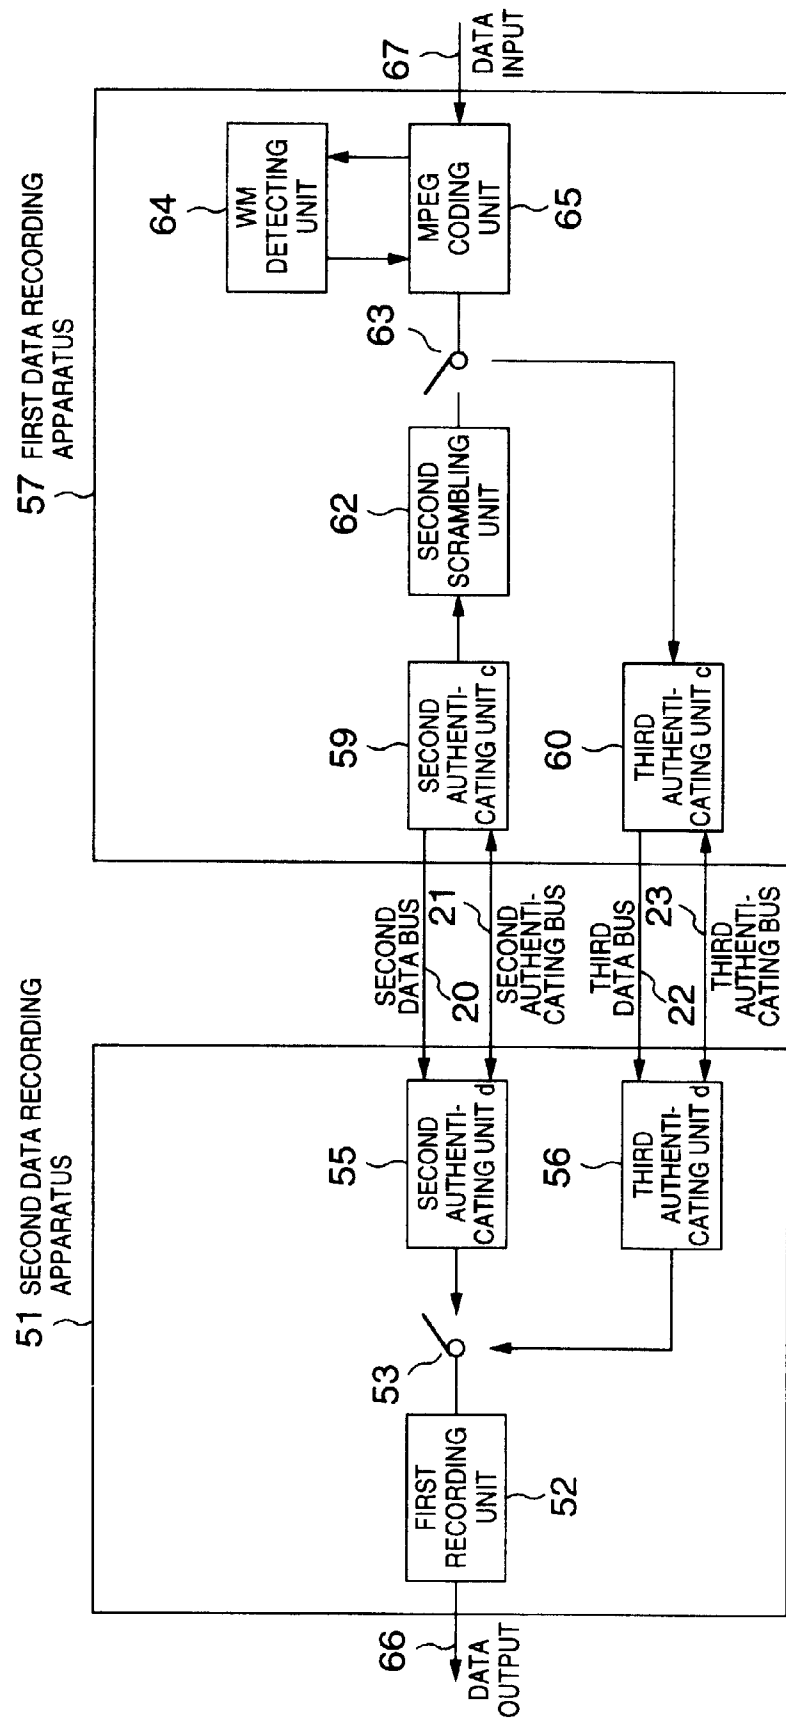 51 SECOND DATA RECORDING
APPARATUS
57 FIRST DATA RECORDING
APPARATUS
66
DATA
OUTPUT
FIRST
RECORDING
UNIT
52
53
55
SECOND
AUTHENTI-
CATING UNIT d
56
THIRD
AUTHENTI-
CATING UNIT d
SECOND
DATA BUS
20
21
SECOND
AUTHENTI-
CATING BUS
THIRD
DATA BUS
22
23
THIRD
AUTHENTI-
CATING BUS
59
SECOND
AUTHENTI-
CATING UNIT c
60
THIRD
AUTHENTI-
CATING UNIT c
62
SECOND
SCRAMBLING
UNIT
63
64
WM
DETECTING
UNIT
MPEG
CODING
UNIT
65
67
DATA
INPUT